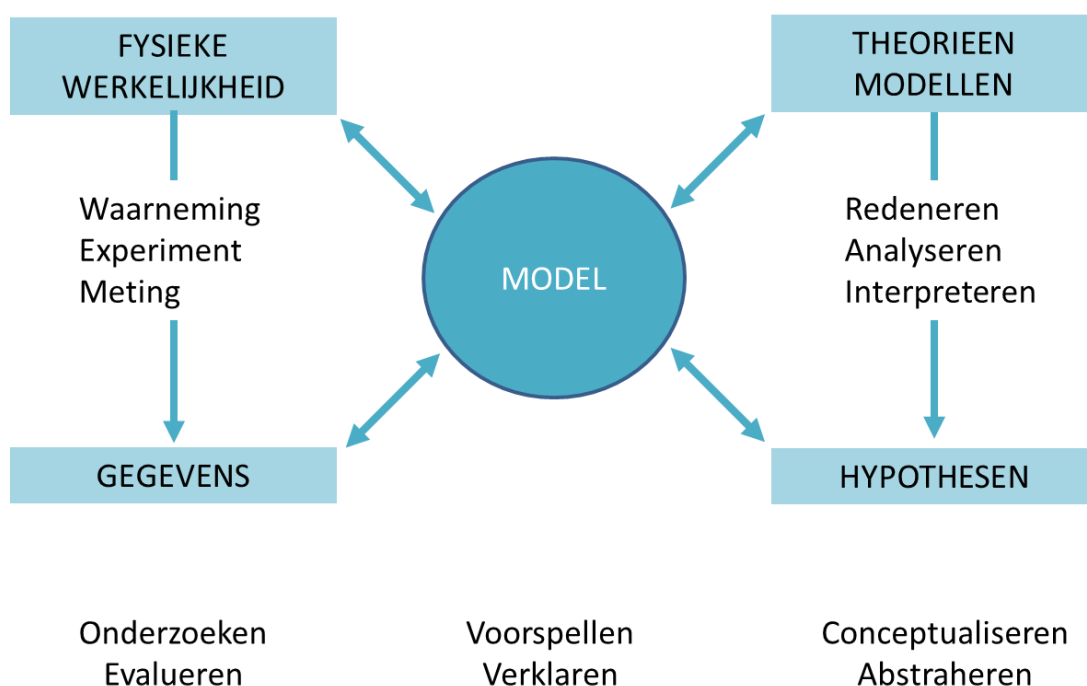 FYSIEKE
WERKELIJKHEID
THEORIEEN
MODELLEN
Waarneming
Experiment
Meting
MODEL
Redeneren
Analyseren
Interpreteren
GEGEVENS
HYPOTHESEN
Onderzoeken
Evalueren
Voorspellen
Verklaren
Conceptualiseren
Abstraheren